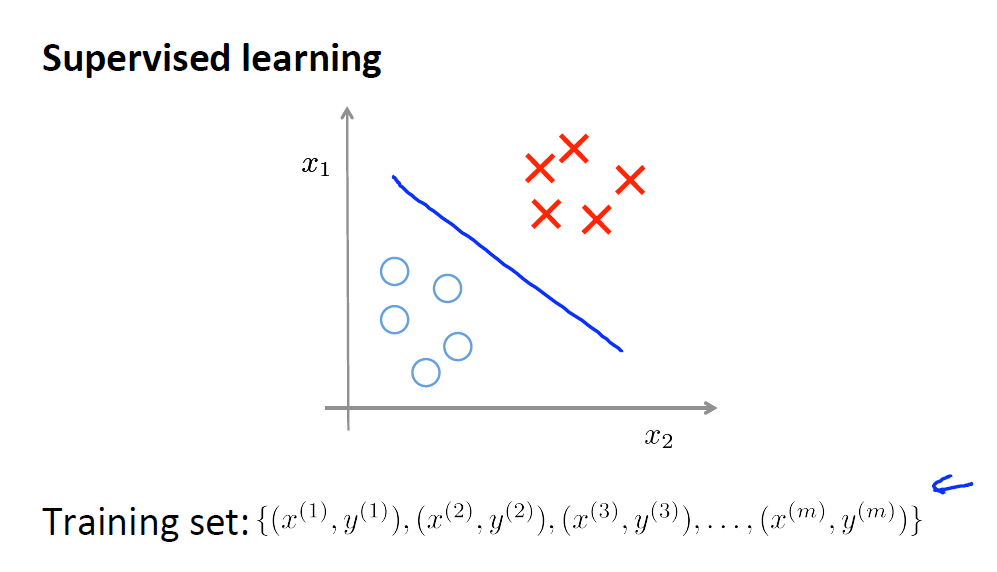 Supervised learning
x₁
x₂
Training set: {(x⁽¹⁾, y⁽¹⁾), (x⁽²⁾, y⁽²⁾), (x⁽³⁾, y⁽³⁾), . . . , (x⁽ᵐ⁾, y⁽ᵐ⁾)}